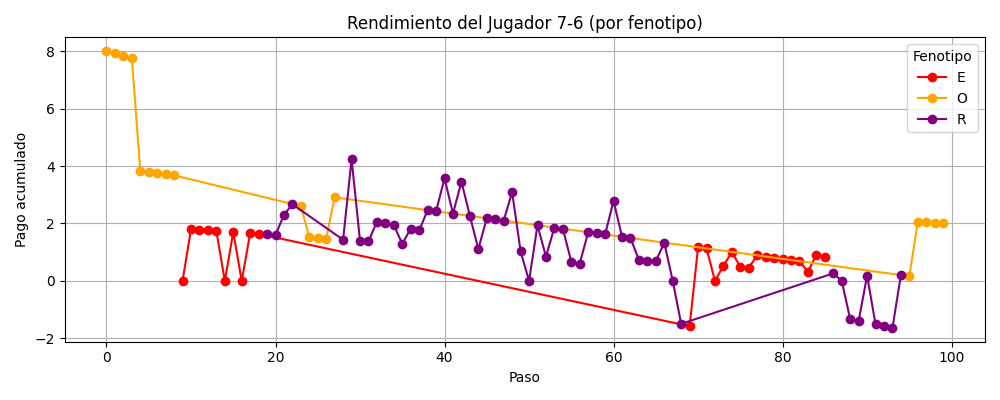 Rendimiento del Jugador 7-6 (por fenotipo)
Pago acumulado
8
6
4
2
0
−2
Fenotipo
E
O
R
0 20 40 60 80 100
Paso